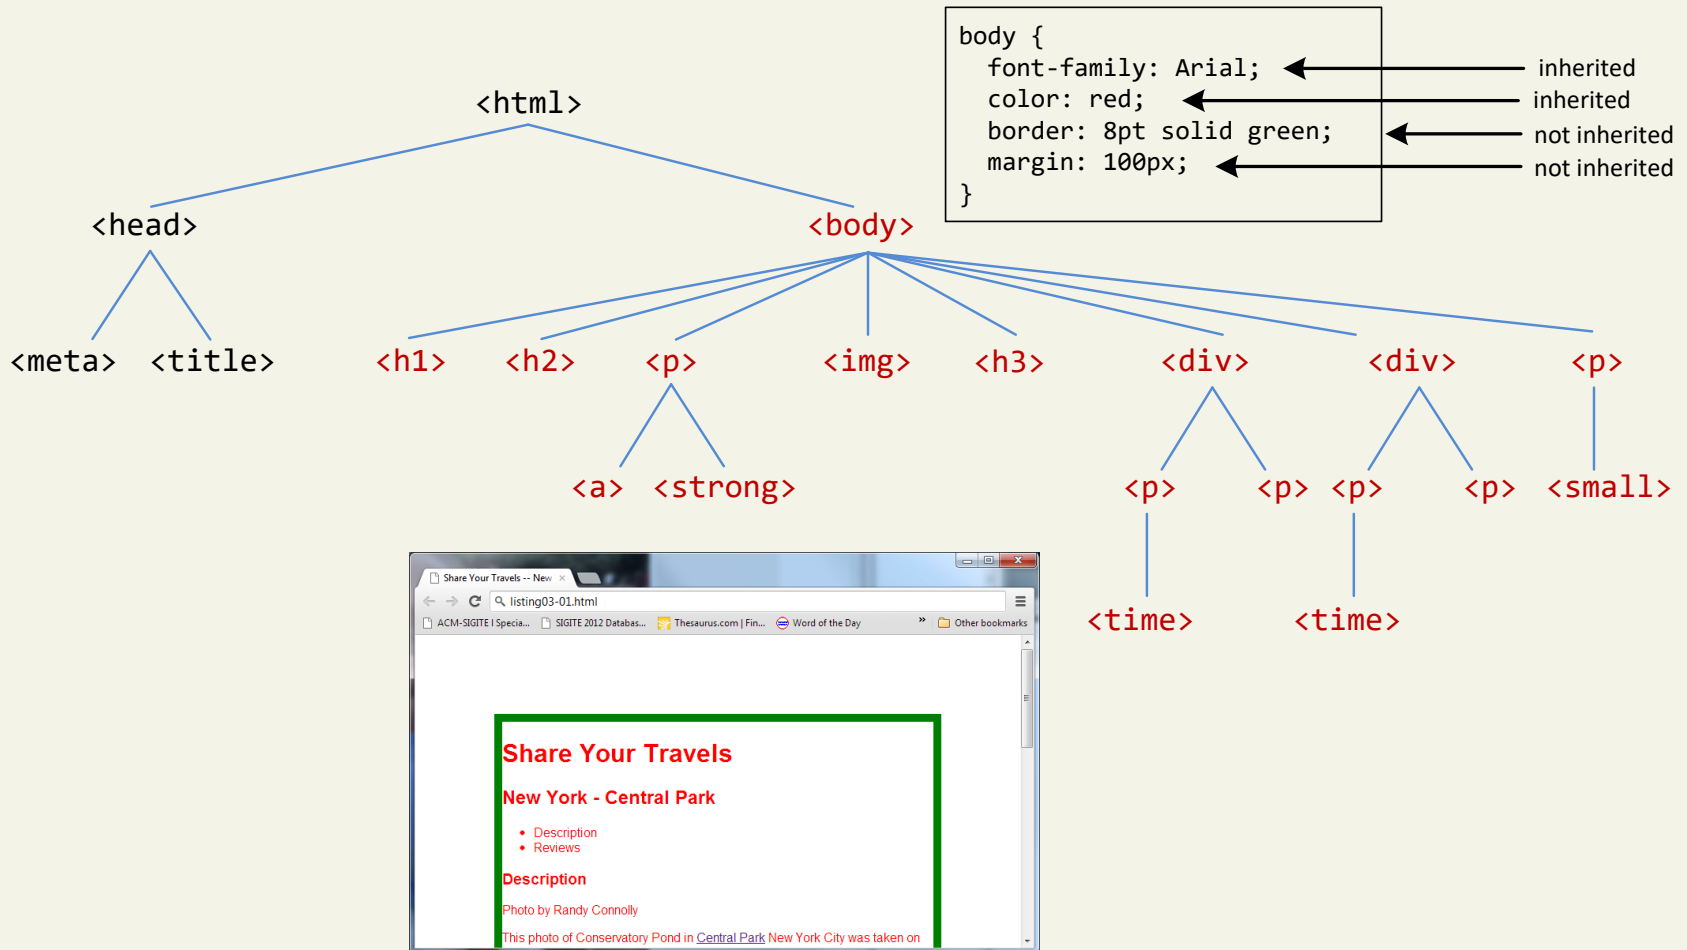 body {
font-family: Arial;
inherited
color: red;
inherited
border: 8pt solid green;
not inherited
margin: 100px;
not inherited
}
<html>
<head>
<body>
<meta> <title> <h1> <h2> <p> <img> <h3> <div> <div> <p>
<a> <strong> <p> <p> <p> <p> <small>
<time> <time>
Share Your Travels -- New
listing03-01.html
ACM-SIGITE I Specia... SIGITE 2012 Databas... Thesaurus.com | Fin... Word of the Day » Other bookmarks
Share Your Travels
New York - Central Park
• Description
• Reviews
Description
Photo by Randy Connolly
This photo of Conservatory Pond in Central Park New York City was taken on